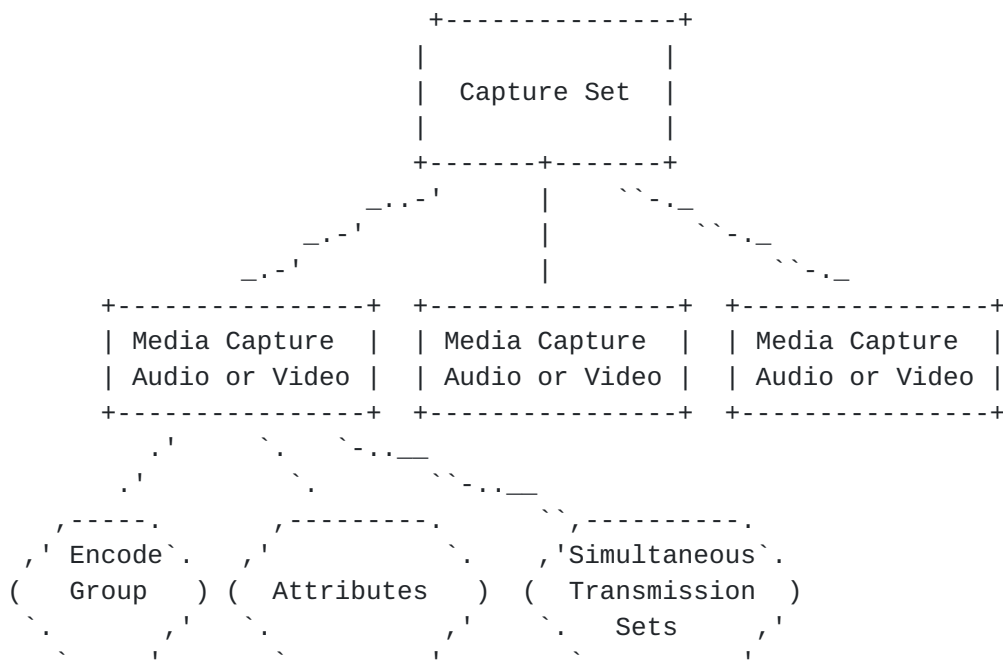 Capture Set
Media Capture Media Capture Media Capture
Audio or Video Audio or Video Audio or Video
Encode Simultaneous
Group Attributes Transmission
Sets